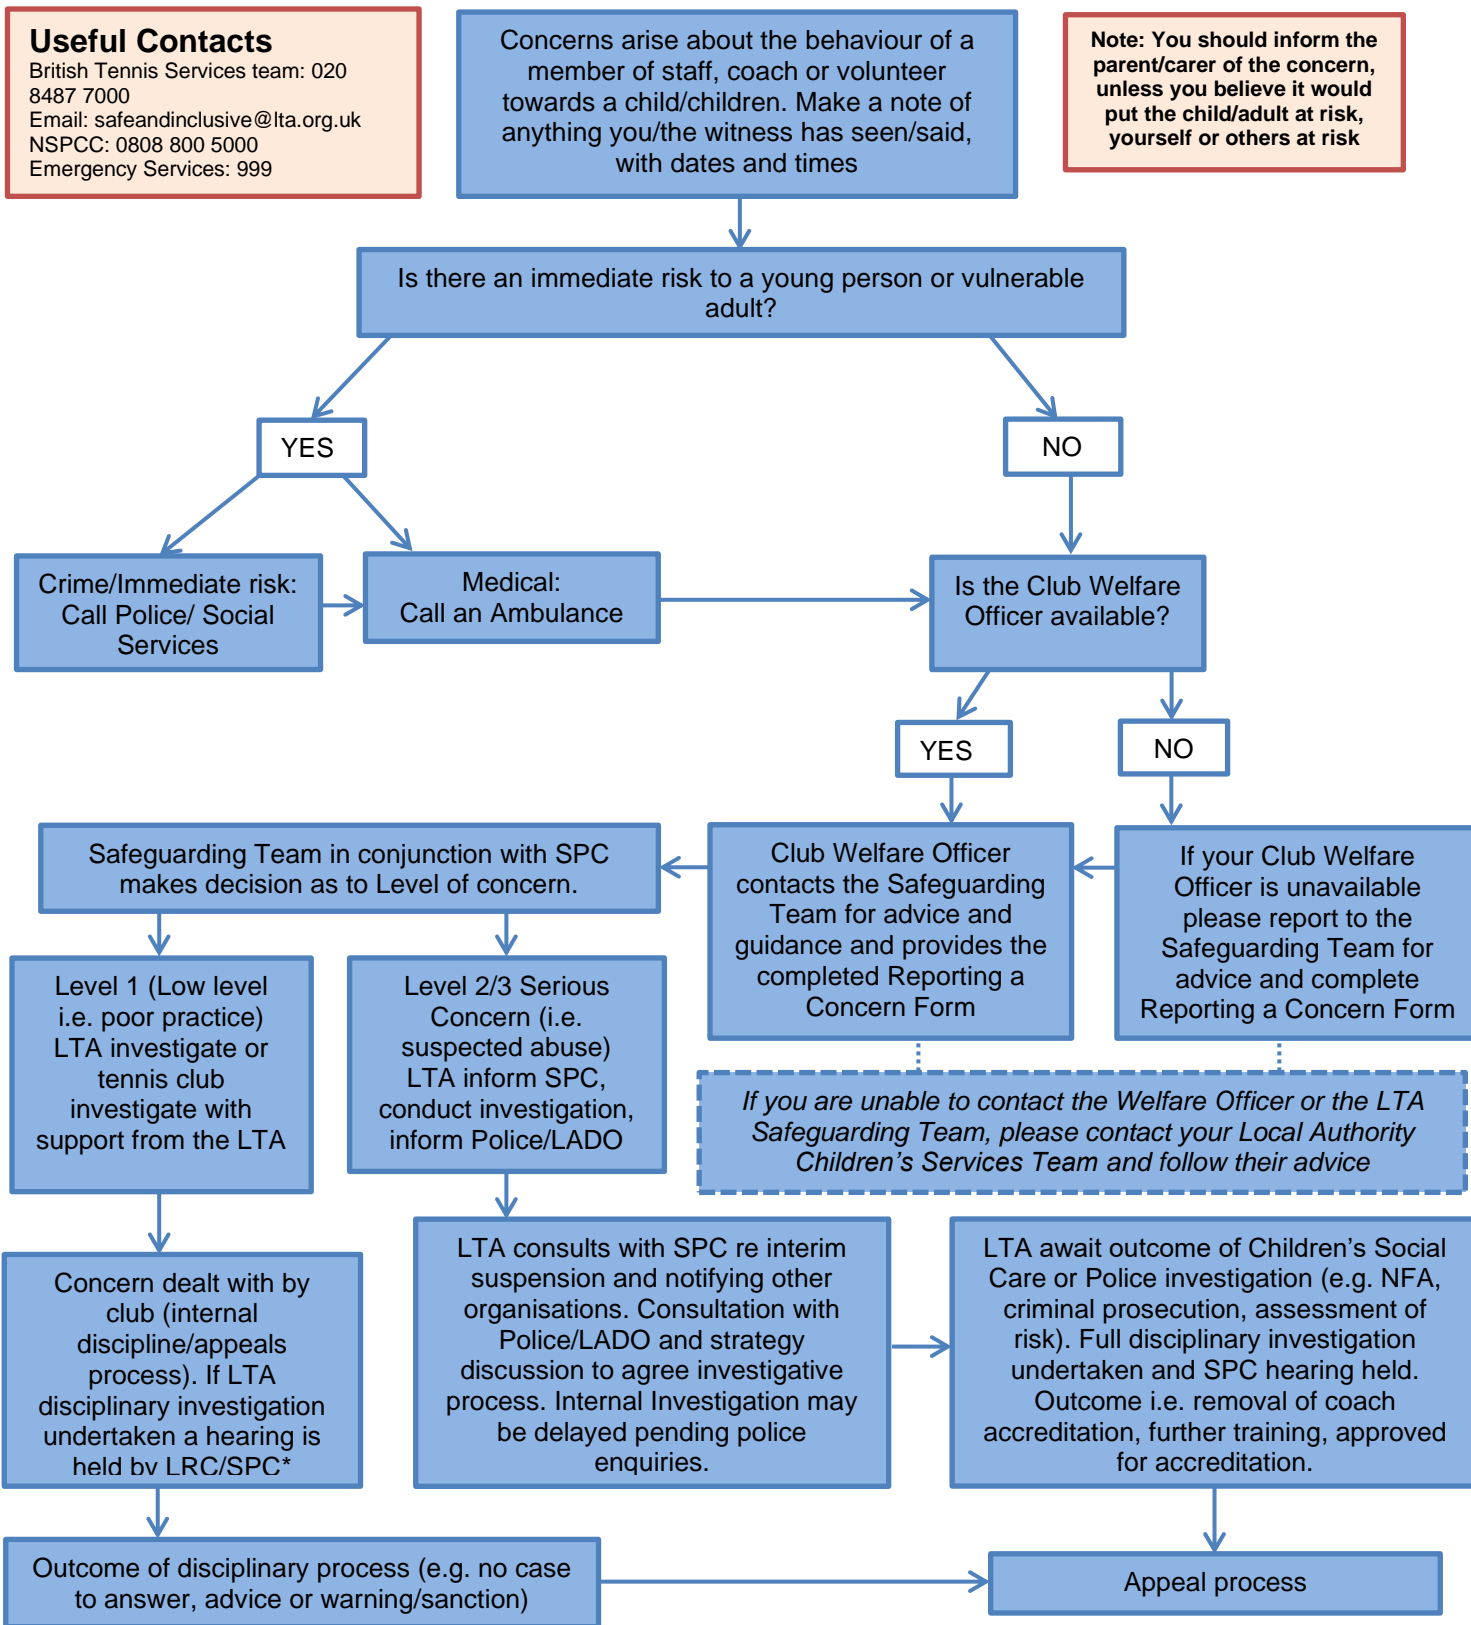 Useful Contacts
British Tennis Services team: 020
8487 7000
Email: safeandinclusive@lta.org.uk
NSPCC: 0808 800 5000
Emergency Services: 999
Concerns arise about the behaviour of a
member of staff, coach or volunteer
towards a child/children. Make a note of
anything you/the witness has seen/said,
with dates and times
Note: You should inform the
parent/carer of the concern,
unless you believe it would
put the child/adult at risk,
yourself or others at risk
Is there an immediate risk to a young person or vulnerable
adult?
YES
NO
Crime/Immediate risk:
Call Police/ Social
Services
Medical:
Call an Ambulance
Is the Club Welfare
Officer available?
YES
NO
Safeguarding Team in conjunction with SPC
makes decision as to Level of concern.
Club Welfare Officer
contacts the Safeguarding
Team for advice and
guidance and provides the
completed Reporting a
Concern Form
If your Club Welfare
Officer is unavailable
please report to the
Safeguarding Team for
advice and complete
Reporting a Concern Form
Level 1 (Low level
i.e. poor practice)
LTA investigate or
tennis club
investigate with
support from the LTA
Level 2/3 Serious
Concern (i.e.
suspected abuse)
LTA inform SPC,
conduct investigation,
inform Police/LADO
If you are unable to contact the Welfare Officer or the LTA
Safeguarding Team, please contact your Local Authority
Children’s Services Team and follow their advice
Concern dealt with by
club (internal
discipline/appeals
process). If LTA
disciplinary investigation
undertaken a hearing is
held by LRC/SPC*
LTA consults with SPC re interim
suspension and notifying other
organisations. Consultation with
Police/LADO and strategy
discussion to agree investigative
process. Internal Investigation may
be delayed pending police
enquiries.
LTA await outcome of Children’s Social
Care or Police investigation (e.g. NFA,
criminal prosecution, assessment of
risk). Full disciplinary investigation
undertaken and SPC hearing held.
Outcome i.e. removal of coach
accreditation, further training, approved
for accreditation.
Outcome of disciplinary process (e.g. no case
to answer, advice or warning/sanction)
Appeal process